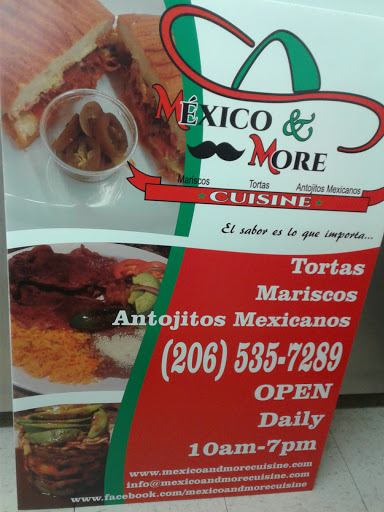 MÉXICO &
MORE
Mariscos Tortas Antojitos Mexicanos
CUISINE
El sabor es lo que importa...
Tortas
Mariscos
Antojitos Mexicanos
(206) 535-7289
OPEN
Daily
10am-7pm
www.mexicoandmorecuisine.com
info@mexicoandmorecuisine.com
www.facebook.com/mexicoandmorecuisine